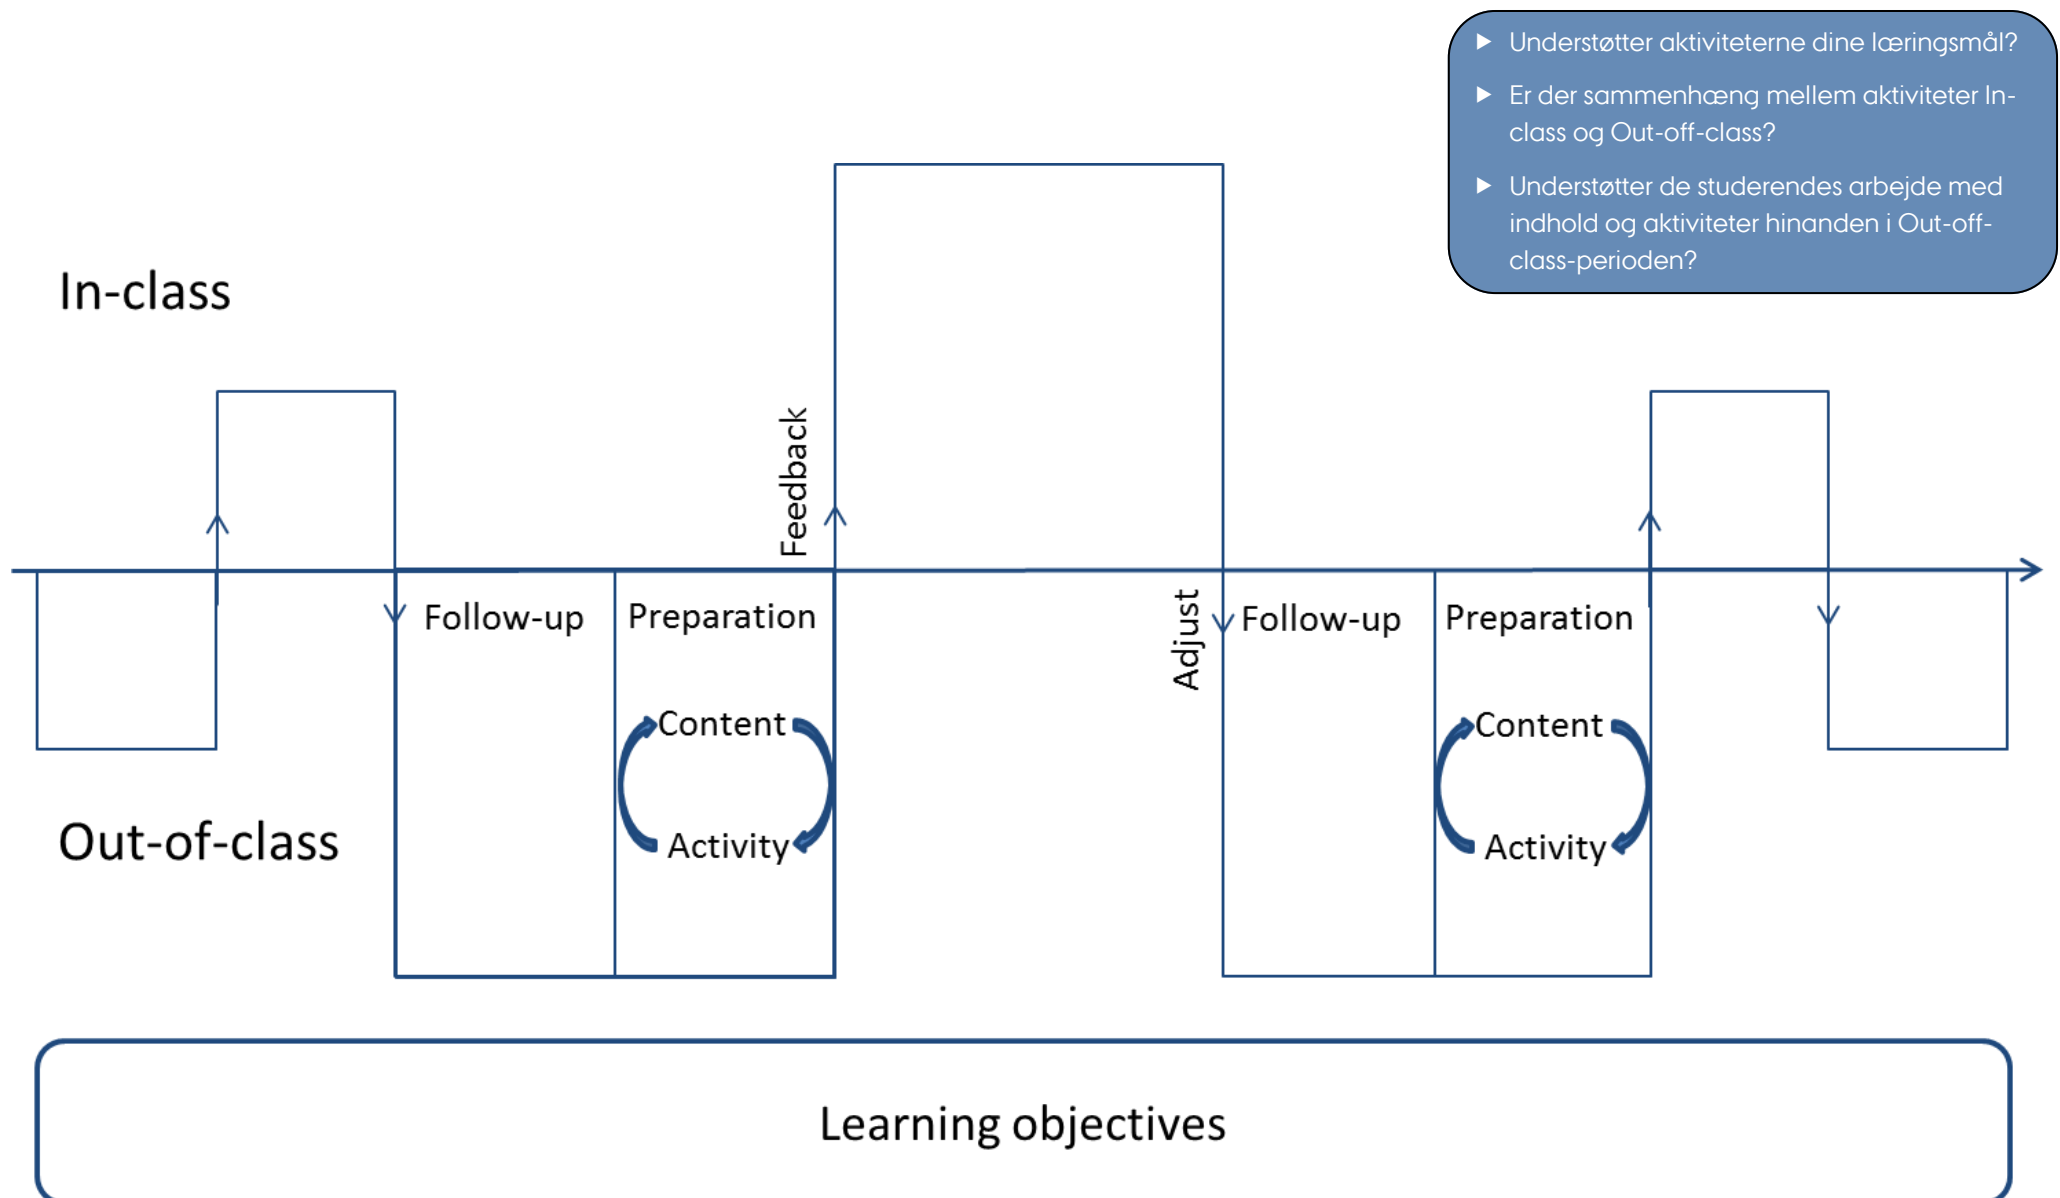 Understøtter aktiviteterne dine læringsmål?
Er der sammenhæng mellem aktiviteter In-
class og Out-off-class?
Understøtter de studerendes arbejde med
indhold og aktiviteter hinanden i Out-off-
class-perioden?
In-class
Feedback
Follow-up
Preparation
Content
Activity
Adjust
Follow-up
Preparation
Content
Activity
Out-of-class
Learning objectives